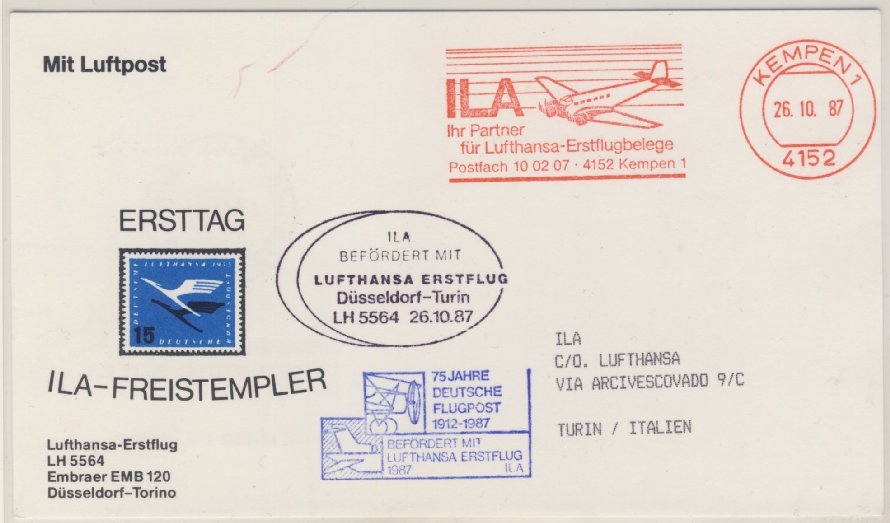 Mit Luftpost
ILA
Ihr Partner
für Lufthansa-Erstflugbelege
Postfach 10 02 07 · 4152 Kempen 1
KEMPEN 1
26. 10. 87
4152
ERSTTAG
DEUTSCHE LUFTHANSA 1955
DEUTSCHE
BUNDESPOST
15
ILA-FREISTEMPLER
ILA
BEFÖRDERT MIT
LUFTHANSA ERSTFLUG
Düsseldorf-Turin
LH 5564 26.10.87
75 JAHRE
DEUTSCHE
FLUGPOST
1912-1987
BEFÖRDERT MIT
LUFTHANSA ERSTFLUG
1987 ILA
ILA
C/O. LUFTHANSA
VIA ARCIVESCOVADO 9/C
TURIN / ITALIEN
Lufthansa-Erstflug
LH 5564
Embraer EMB 120
Düsseldorf-Torino